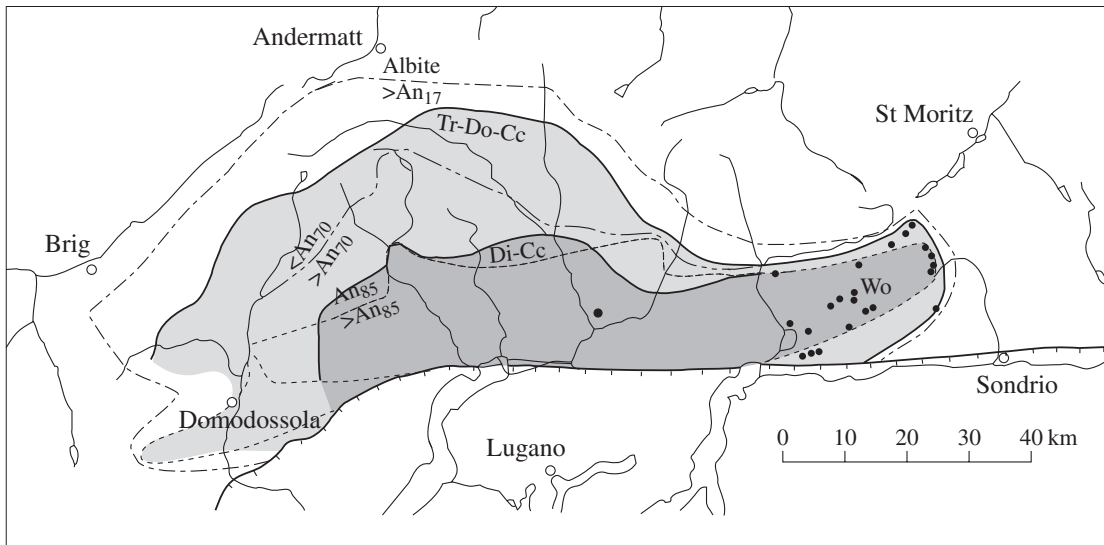 Andermatt
Albite
>An17
Tr-Do-Cc
St Moritz
Brig
<An70
>An70
Di-Cc
An85
>An85
Wo
Domodossola
Sondrio
Lugano
0 10 20 30 40 km